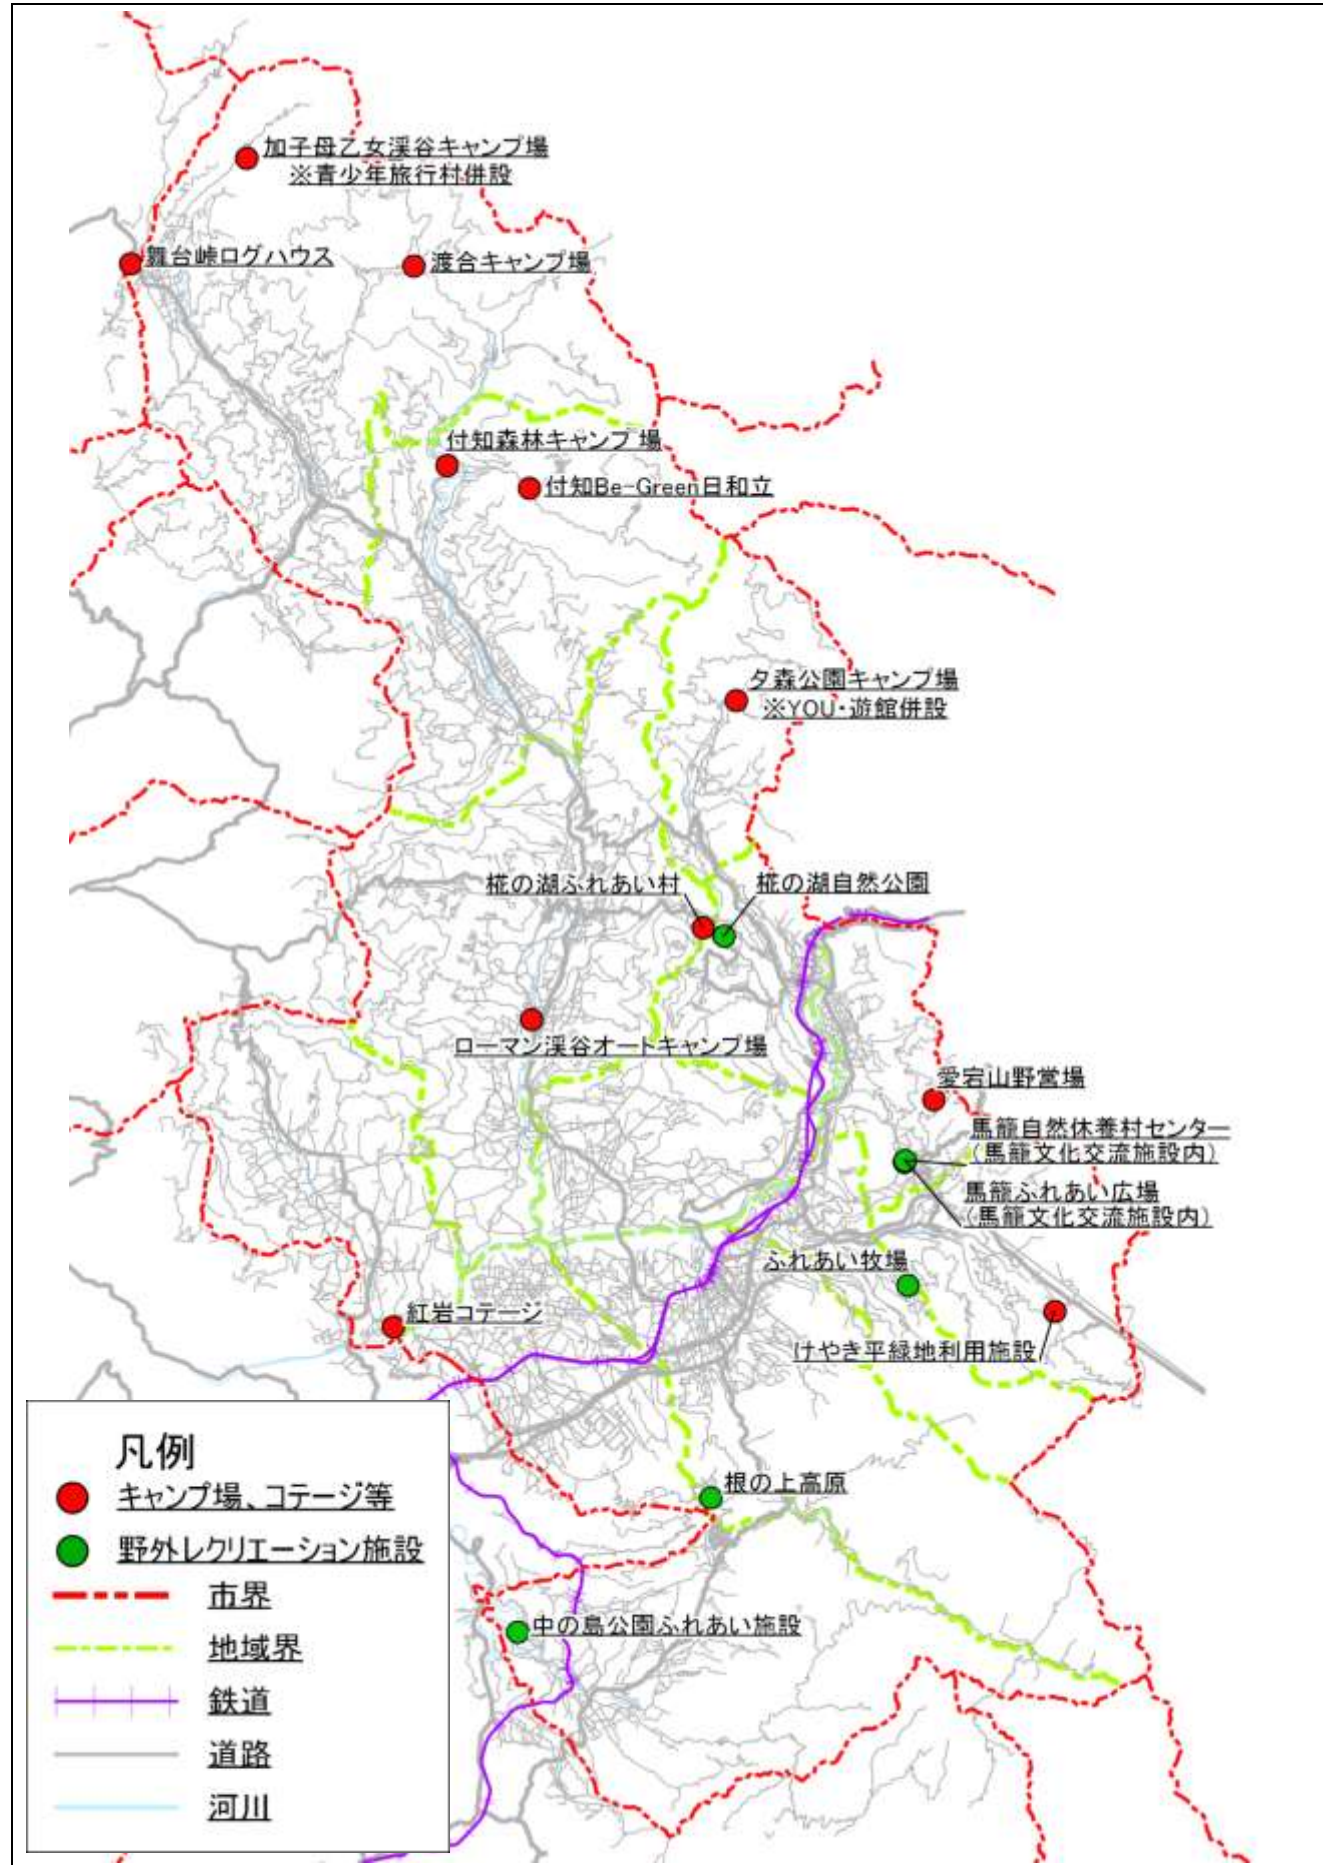 加子母乙女渓谷キャンプ場
※青少年旅行村併設
舞台峠ログハウス
渡合キャンプ場
付知森林キャンプ場
付知Be-Green日和立
夕森公園キャンプ場
※YOU・遊館併設
椛の湖ふれあい村
椛の湖自然公園
ローマン渓谷オートキャンプ場
愛宕山野営場
馬籠自然休養村センター
(馬籠文化交流施設内)
馬籠ふれあい広場
(馬籠文化交流施設内)
ふれあい牧場
紅岩コテージ
けやき平緑地利用施設
根の上高原
中の島公園ふれあい施設
凡例
キャンプ場、コテージ等
野外レクリエーション施設
市界
地域界
鉄道
道路
河川